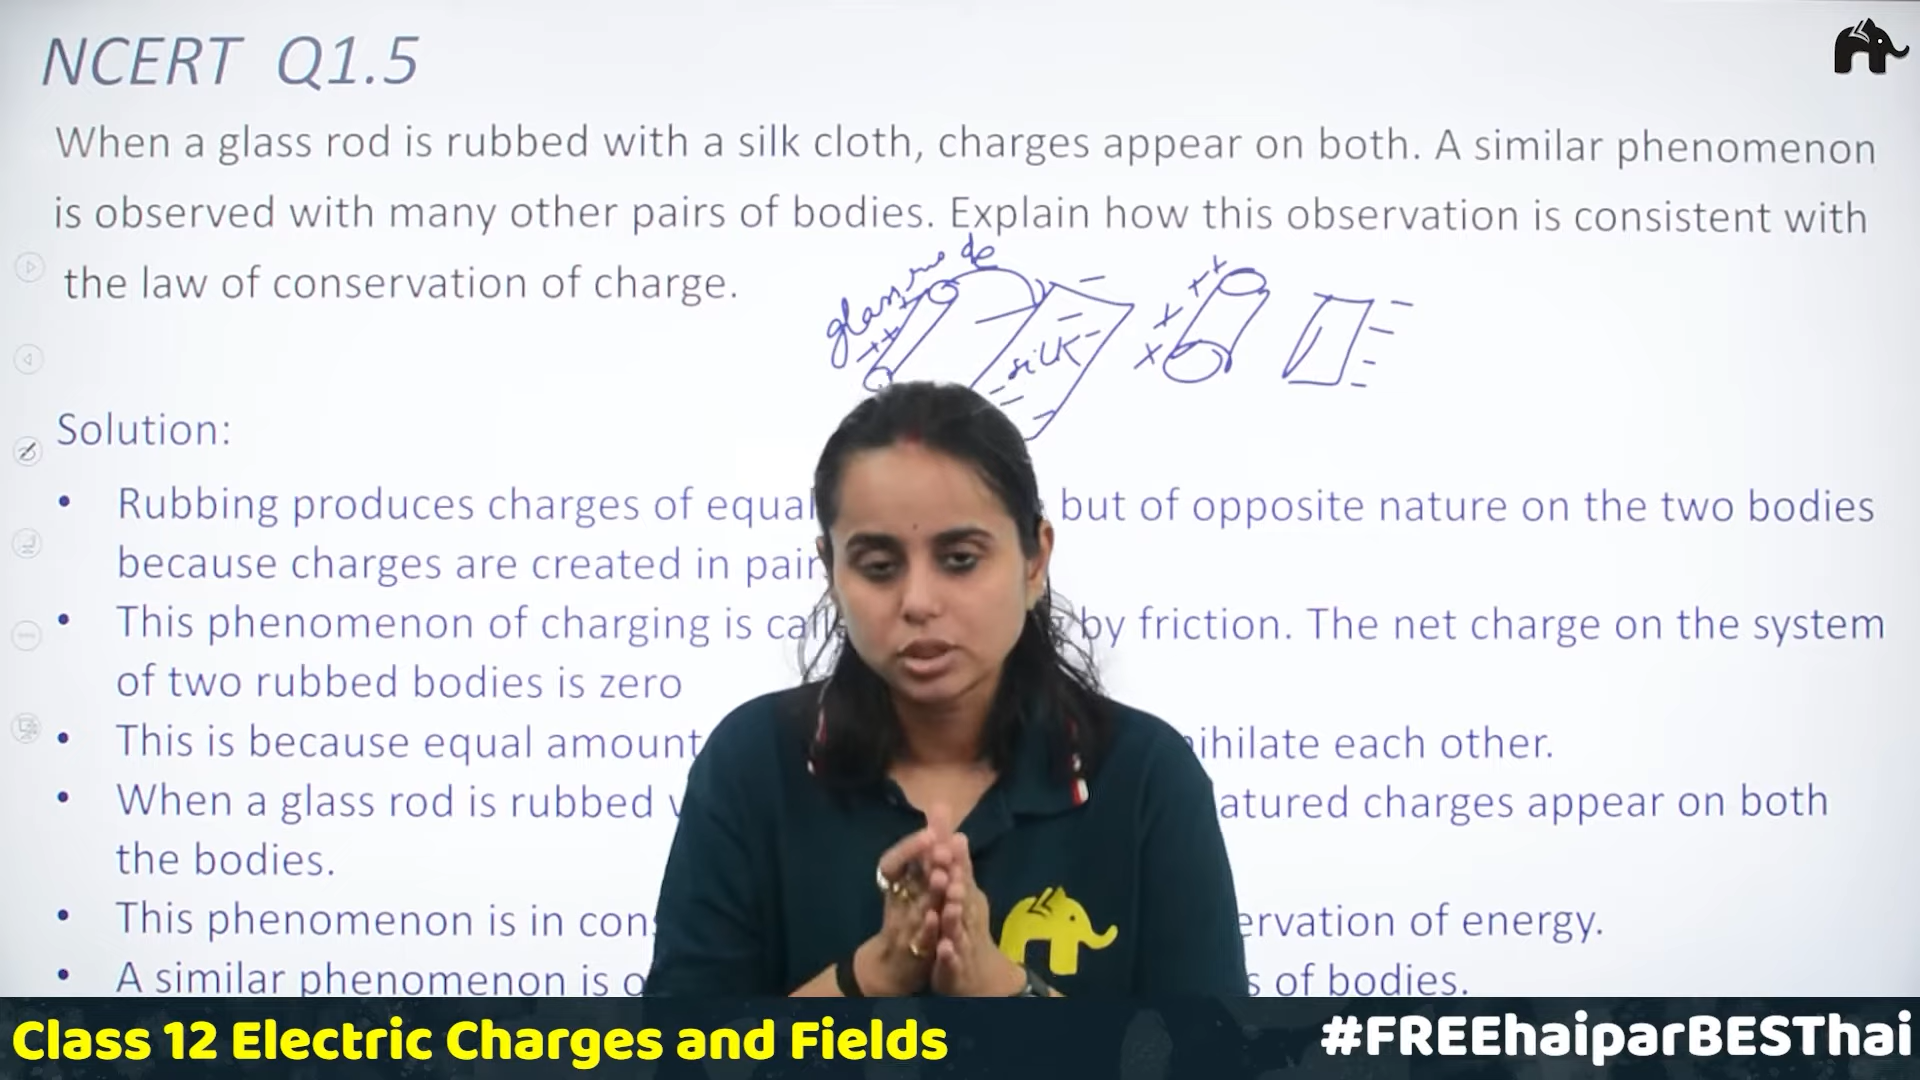 NCERT Q1.5
When a glass rod is rubbed with a silk cloth, charges appear on both. A similar phenomenon
is observed with many other pairs of bodies. Explain how this observation is consistent with
the law of conservation of charge.
glass
SiLK
Solution:
• Rubbing produces charges of equal but of opposite nature on the two bodies
because charges are created in pair
• This phenomenon of charging is by friction. The net charge on the system
of two rubbed bodies is zero
• This is because equal amount each other.
• When a glass rod is rubbed charges appear on both
the bodies.
• This phenomenon is in of energy.
• A similar phenomenon is of bodies.
Class 12 Electric Charges and Fields
#FREEhaiparBESThai